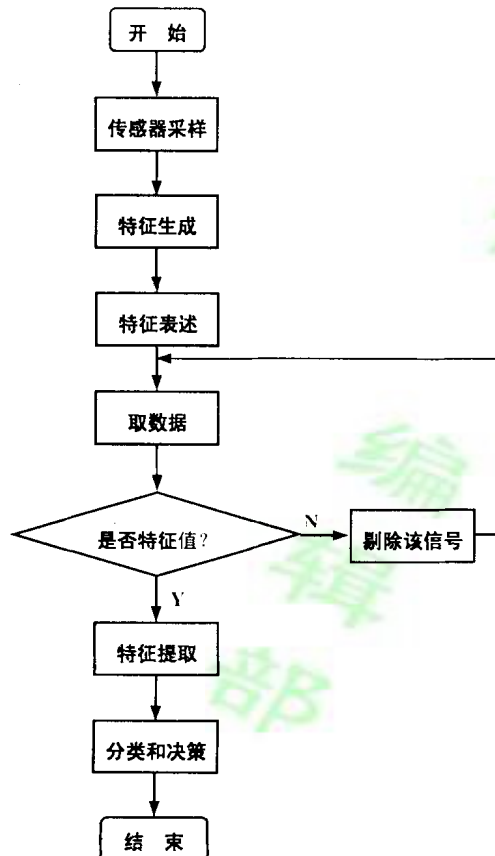 开 始
传感器采样
特征生成
特征表述
取数据
是否特征值?
N
剔除该信号
Y
特征提取
分类和决策
结 束
编
辑
部